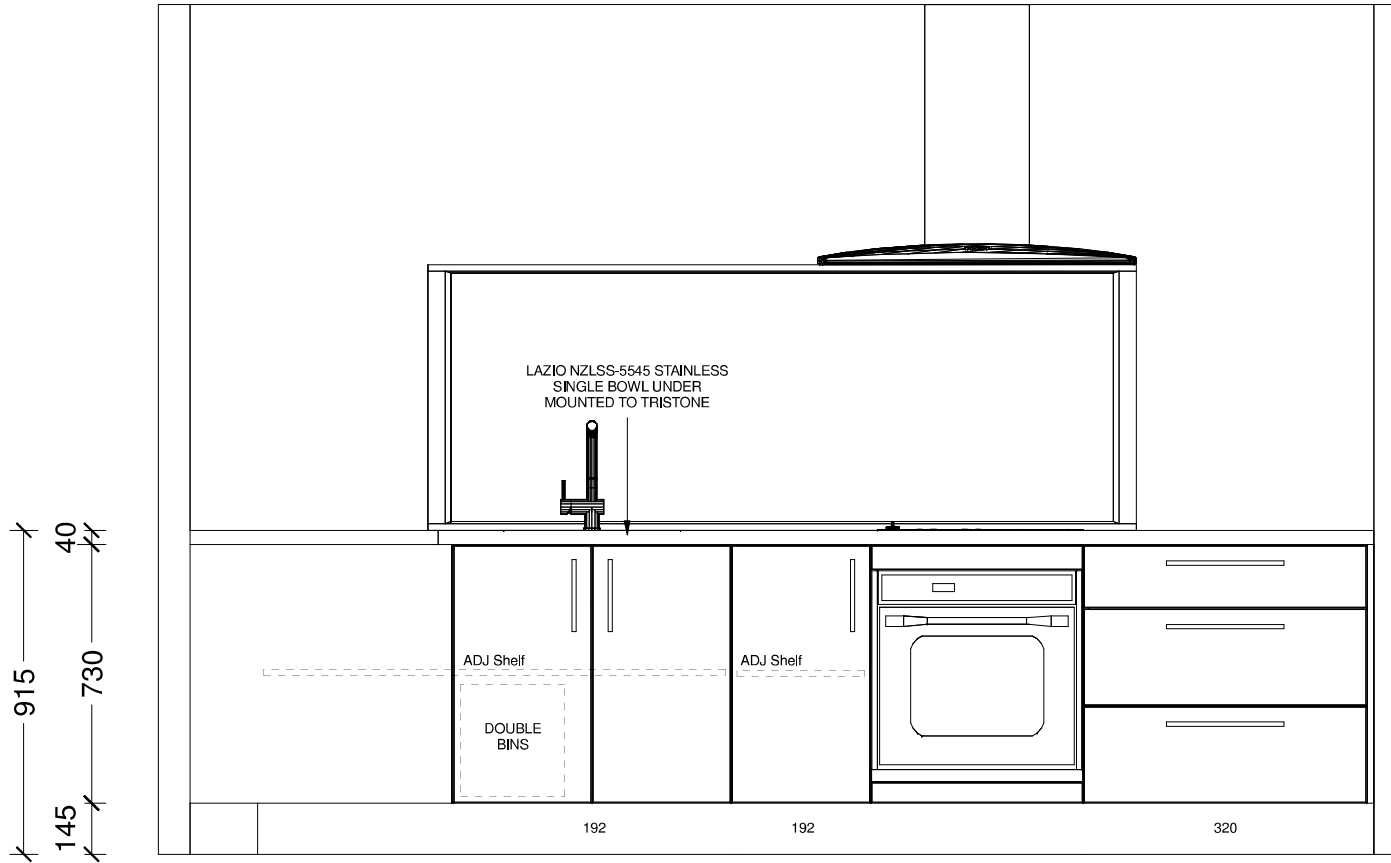 LAZIO NZLSS-5545 STAINLESS
SINGLE BOWL UNDER
MOUNTED TO TRISTONE
40
915
730
145
ADJ Shelf
ADJ Shelf
DOUBLE
BINS
192
192
320